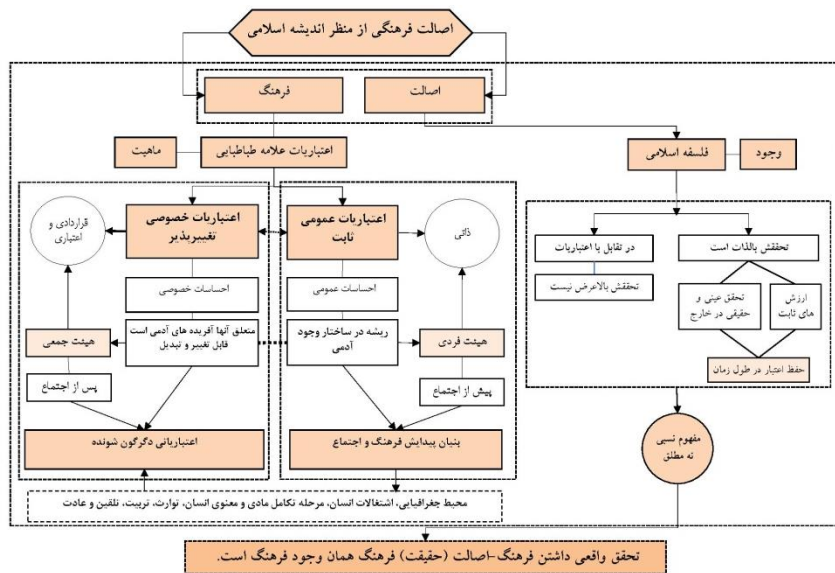 اصالت فرهنگی از منظر اندیشه اسلامی
اصالت
فرهنگ
وجود
فلسفه اسلامی
اعتباریات علامه طباطبایی
ماهیت
تحققش بالذات است
در تقابل با اعتباریات
تحققش بالاعرض نیست
ارزش
های ثابت
تحقق عینی و
حقیقی در خارج
حفظ اعتبار در طول زمان
مفهوم نسبی
نه مطلق
ذاتی
اعتباریات عمومی
ثابت
احساسات عمومی
ریشه در ساختار وجود
آدمی
هیئت فردی
پیش از اجتماع
بنیان پیدایش فرهنگ و اجتماع
اعتباریات خصوصی
تغییرپذیر
قراردادی و
اعتباری
احساسات خصوصی
متعلق آنها آفریده های آدمی است
قابل تغییر و تبدیل
هیئت جمعی
پس از اجتماع
اعتباریاتی دگرگون شونده
محیط جغرافیایی، اشتغالات انسان، مرحله تکامل مادی و معنوی انسان، توارث، تربیت، تلقین و عادت
تحقق واقعی داشتن فرهنگ-اصالت (حقیقت) فرهنگ همان وجود فرهنگ است.